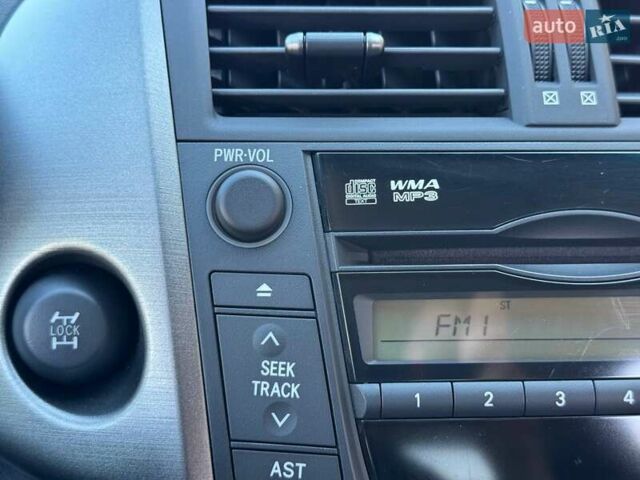 auto RIA.com
PWR·VOL
COMPACT disc DIGITAL AUDIO TEXT
WMA
MP3
ST
FM1
LOCK
SEEK
TRACK
1 2 3 4
AST